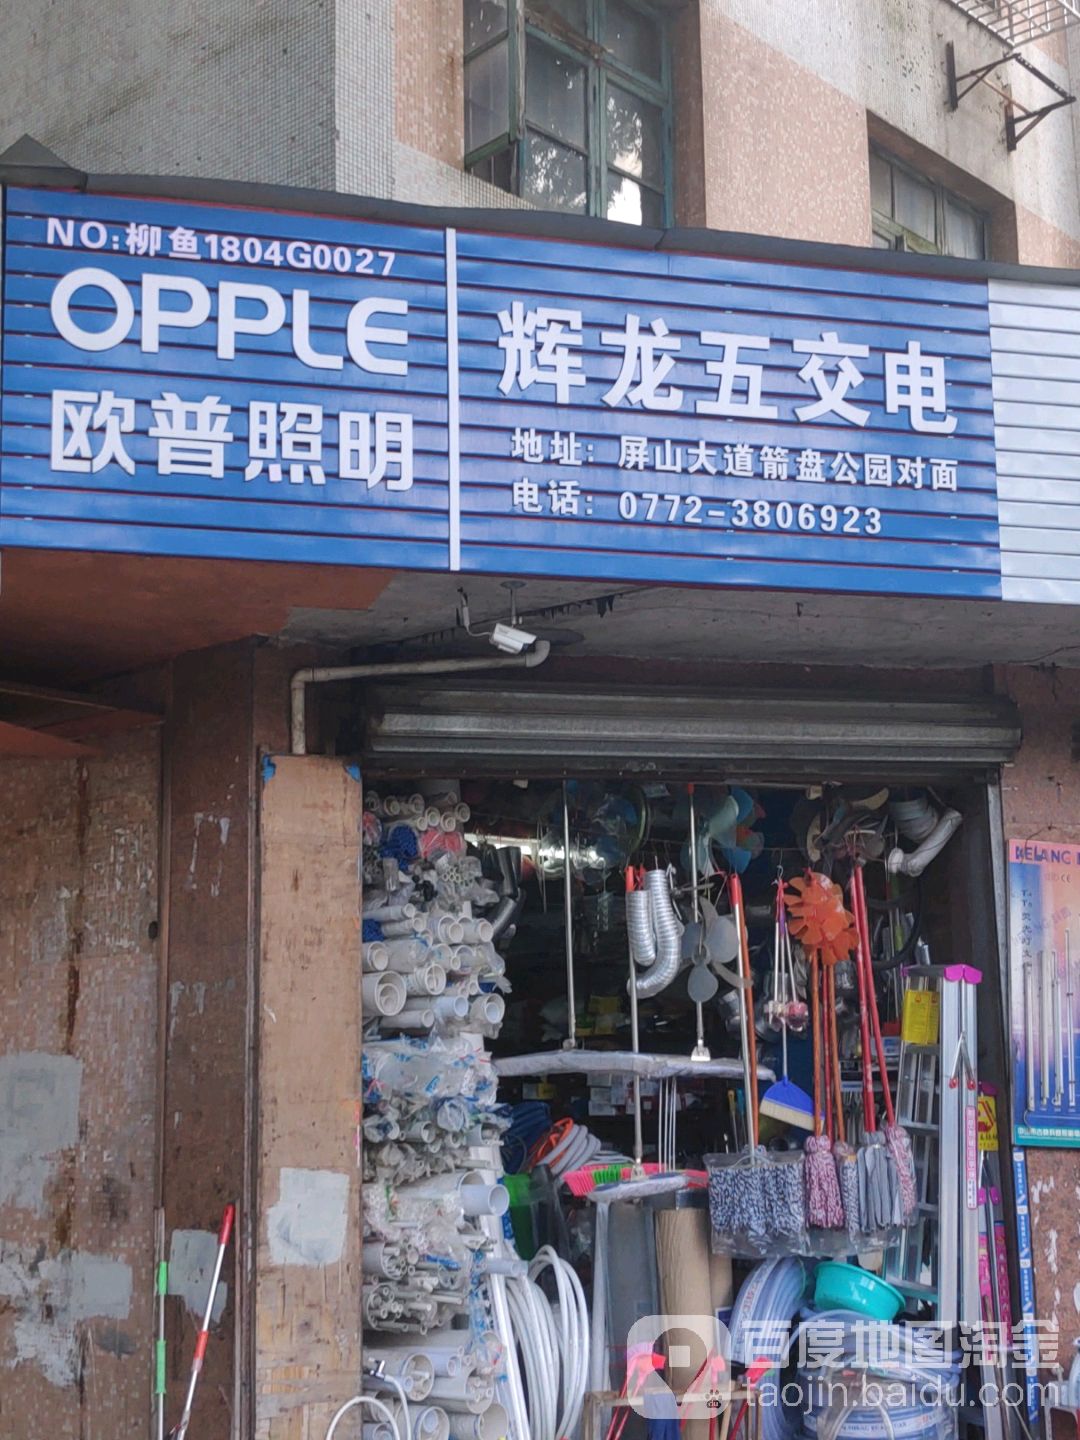 NO:柳鱼1804G0027
OPPLE
欧普照明
辉龙五交电
地址：屏山大道箭盘公园对面
电话：0772-3806923
百度地图淘金
taojin.baidu.com